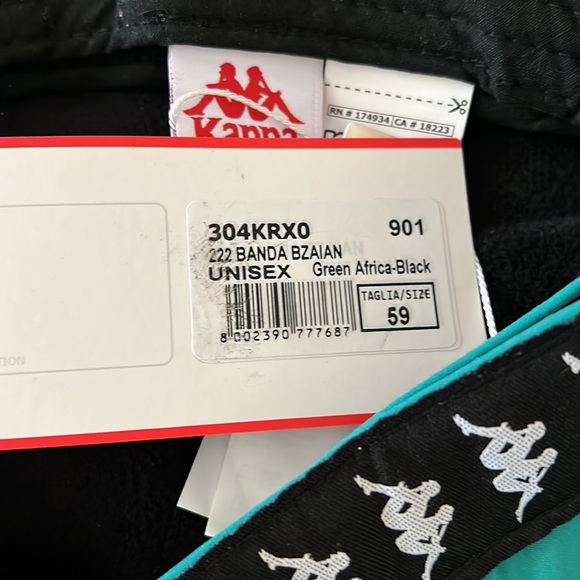 Kappa
RN # 174934 CA # 18223
304KRX0 901
222 BANDA BZAIAN
UNISEX Green Africa-Black
TAGLIA/SIZE
59
8 002390 777687